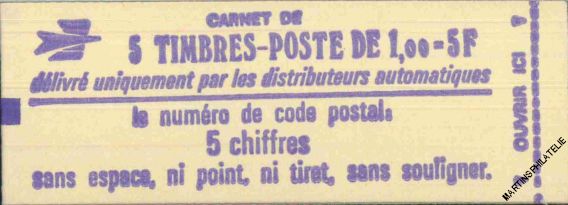 CARNET DE
5 TIMBRES-POSTE DE 1,00=5F
délivré uniquement par les distributeurs automatiques
le numéro de code postal:
5 chiffres
sans espace, ni point, ni tiret, sans souligner.
OUVRIR ICI
MARTINS PHILATELIE